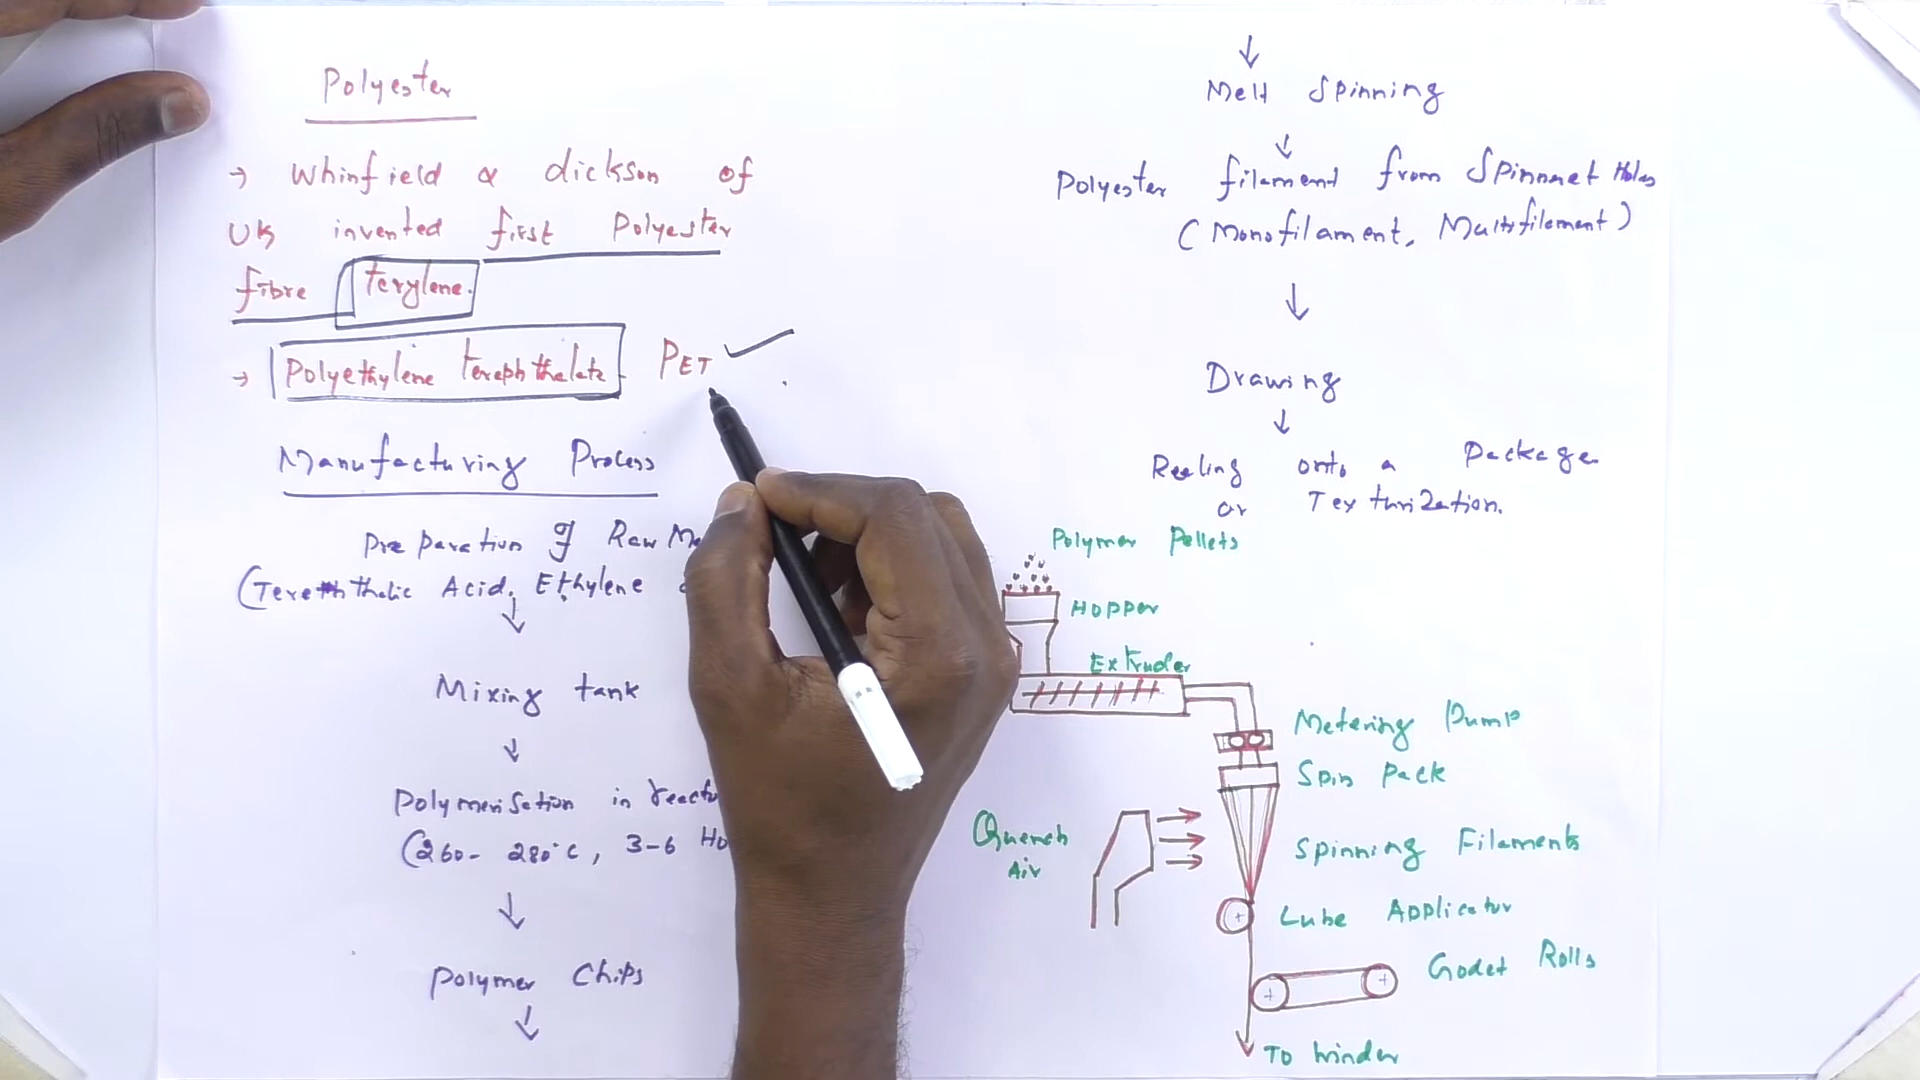 Polyester
→ Whinfield & dickson of
UK invented first Polyester
fibre terylene.
→ Polyethylene terephthalate PET ✓
Manufacturing Process
Preparation of Raw
(Terephthalic Acid, Ethylene
↓
Mixing tank
↓
Polymerisation in
(260- 280°C, 3-6
↓
Polymer Chips
↓
↓
Melt Spinning
↓
Polyester filament from Spinnret Holes
(Monofilament, Multifilement)
↓
Drawing
↓
Reeling onto a Package
or Texturization.
Polymer Pellets
Hopper
Extruder
Metering Pump
Spin Pack
Quench
Air
Spinning Filaments
Lube Applicator
Godet Rolls
To Winder